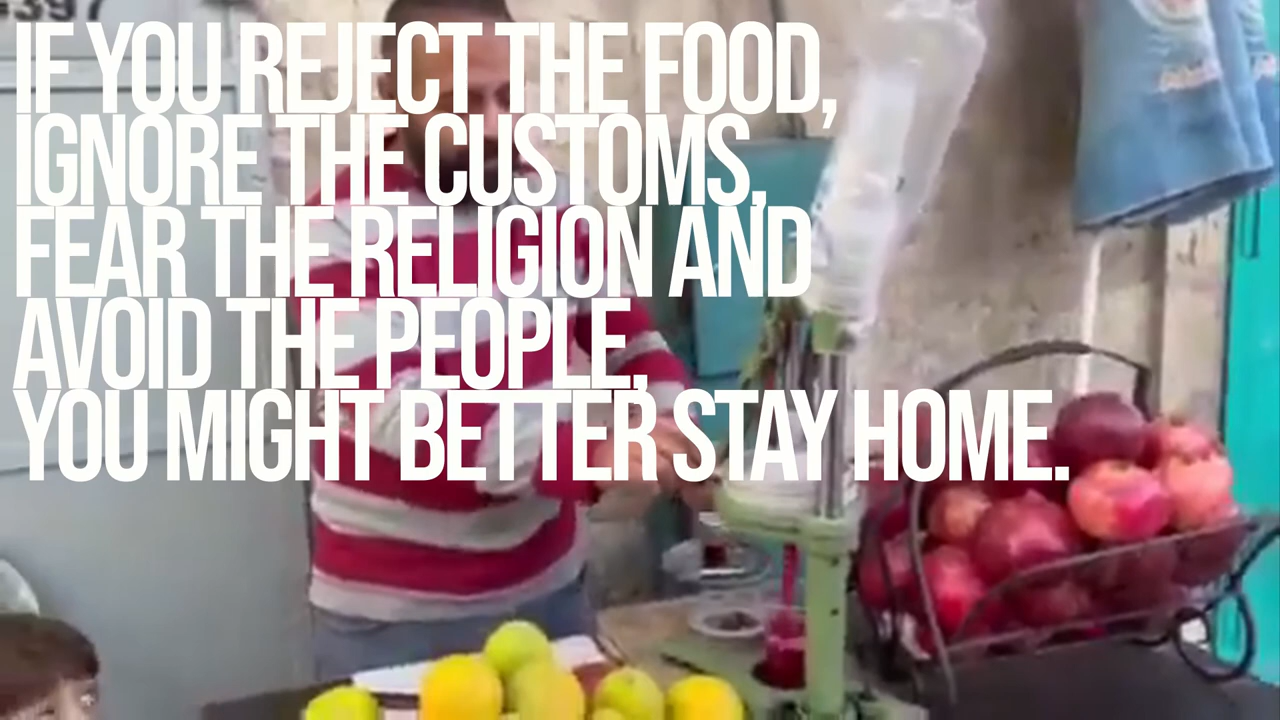 397
IF YOU REJECT THE FOOD,
IGNORE THE CUSTOMS,
FEAR THE RELIGION AND
AVOID THE PEOPLE,
YOU MIGHT BETTER STAY HOME.